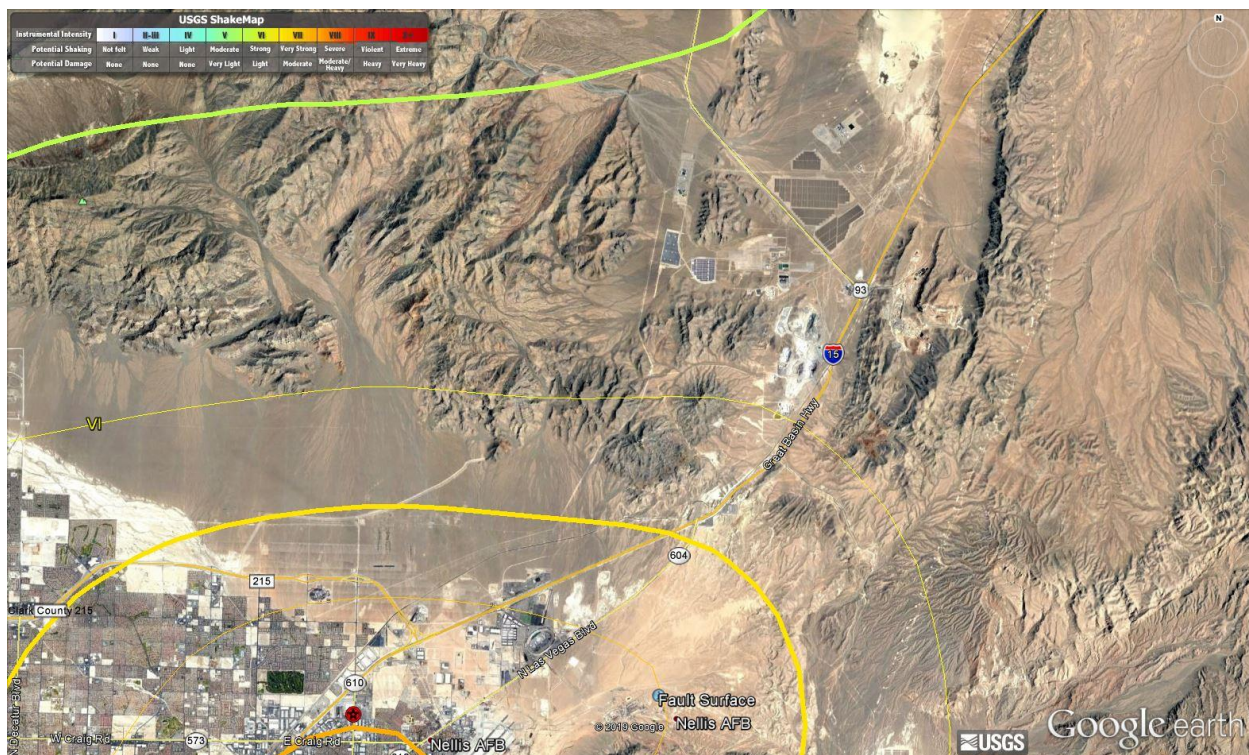 USGS ShakeMap
Instrumental Intensity I II-III IV V VI VII VIII IX
Potential Shaking Not felt Weak Light Moderate Strong Very Strong Severe Violent Extreme
Potential Damage None None None Very Light Light Moderate Moderate/Heavy Heavy Very Heavy
N
93
15
VI
Great Basin Hwy
604
215
Clark County 215
N Las Vegas Blvd
610
Fault Surface
© 2019 Google
Nellis AFB
N Decatur Blvd
W Craig Rd
573
E Craig Rd
Nellis AFB
USGS
Google earth